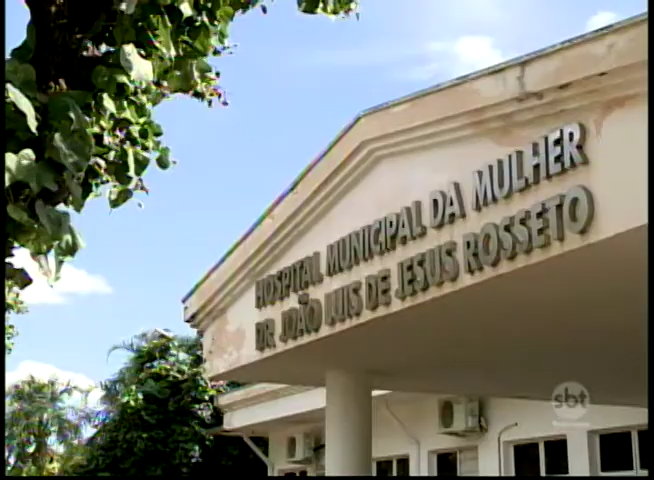 HOSPITAL MUNICIPAL DA MULHER
DR. JOÃO LUIS DE JESUS ROSSETO
sbt